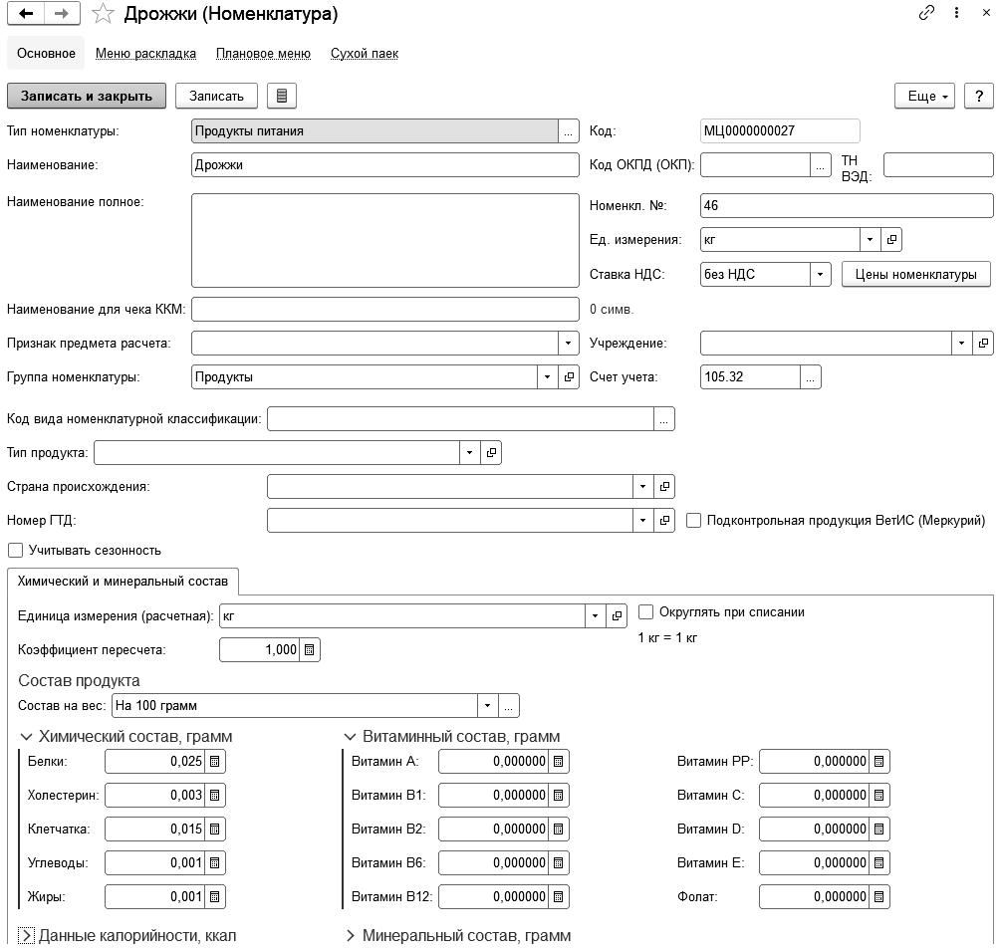 Дрожжи (Номенклатура)
Основное Меню раскладка Плановое меню Сухой паек
Записать и закрыть Записать Еще ?
Тип номенклатуры: Продукты питания ... Код: МЦ0000000027
Наименование: Дрожжи Код ОКПД (ОКП): ... ТН ВЭД:
Наименование полное: Номенкл. №: 46
Ед. измерения: кг
Ставка НДС: без НДС Цены номенклатуры
Наименование для чека ККМ: 0 симв.
Признак предмета расчета: Учреждение:
Группа номенклатуры: Продукты Счет учета: 105.32 ...
Код вида номенклатурной классификации: ...
Тип продукта:
Страна происхождения:
Номер ГТД: Подконтрольная продукция ВетИС (Меркурий)
Учитывать сезонность
Химический и минеральный состав
Единица измерения (расчетная): кг Округлять при списании
1 кг = 1 кг
Коэффициент пересчета: 1,000
Состав продукта
Состав на вес: На 100 грамм ...
Химический состав, грамм Витаминный состав, грамм
Белки: 0,025 Витамин А: 0,000000 Витамин РР: 0,000000
Холестерин: 0,003 Витамин В1: 0,000000 Витамин С: 0,000000
Клетчатка: 0,015 Витамин В2: 0,000000 Витамин D: 0,000000
Углеводы: 0,001 Витамин В6: 0,000000 Витамин Е: 0,000000
Жиры: 0,001 Витамин В12: 0,000000 Фолат: 0,000000
Данные калорийности, ккал Минеральный состав, грамм